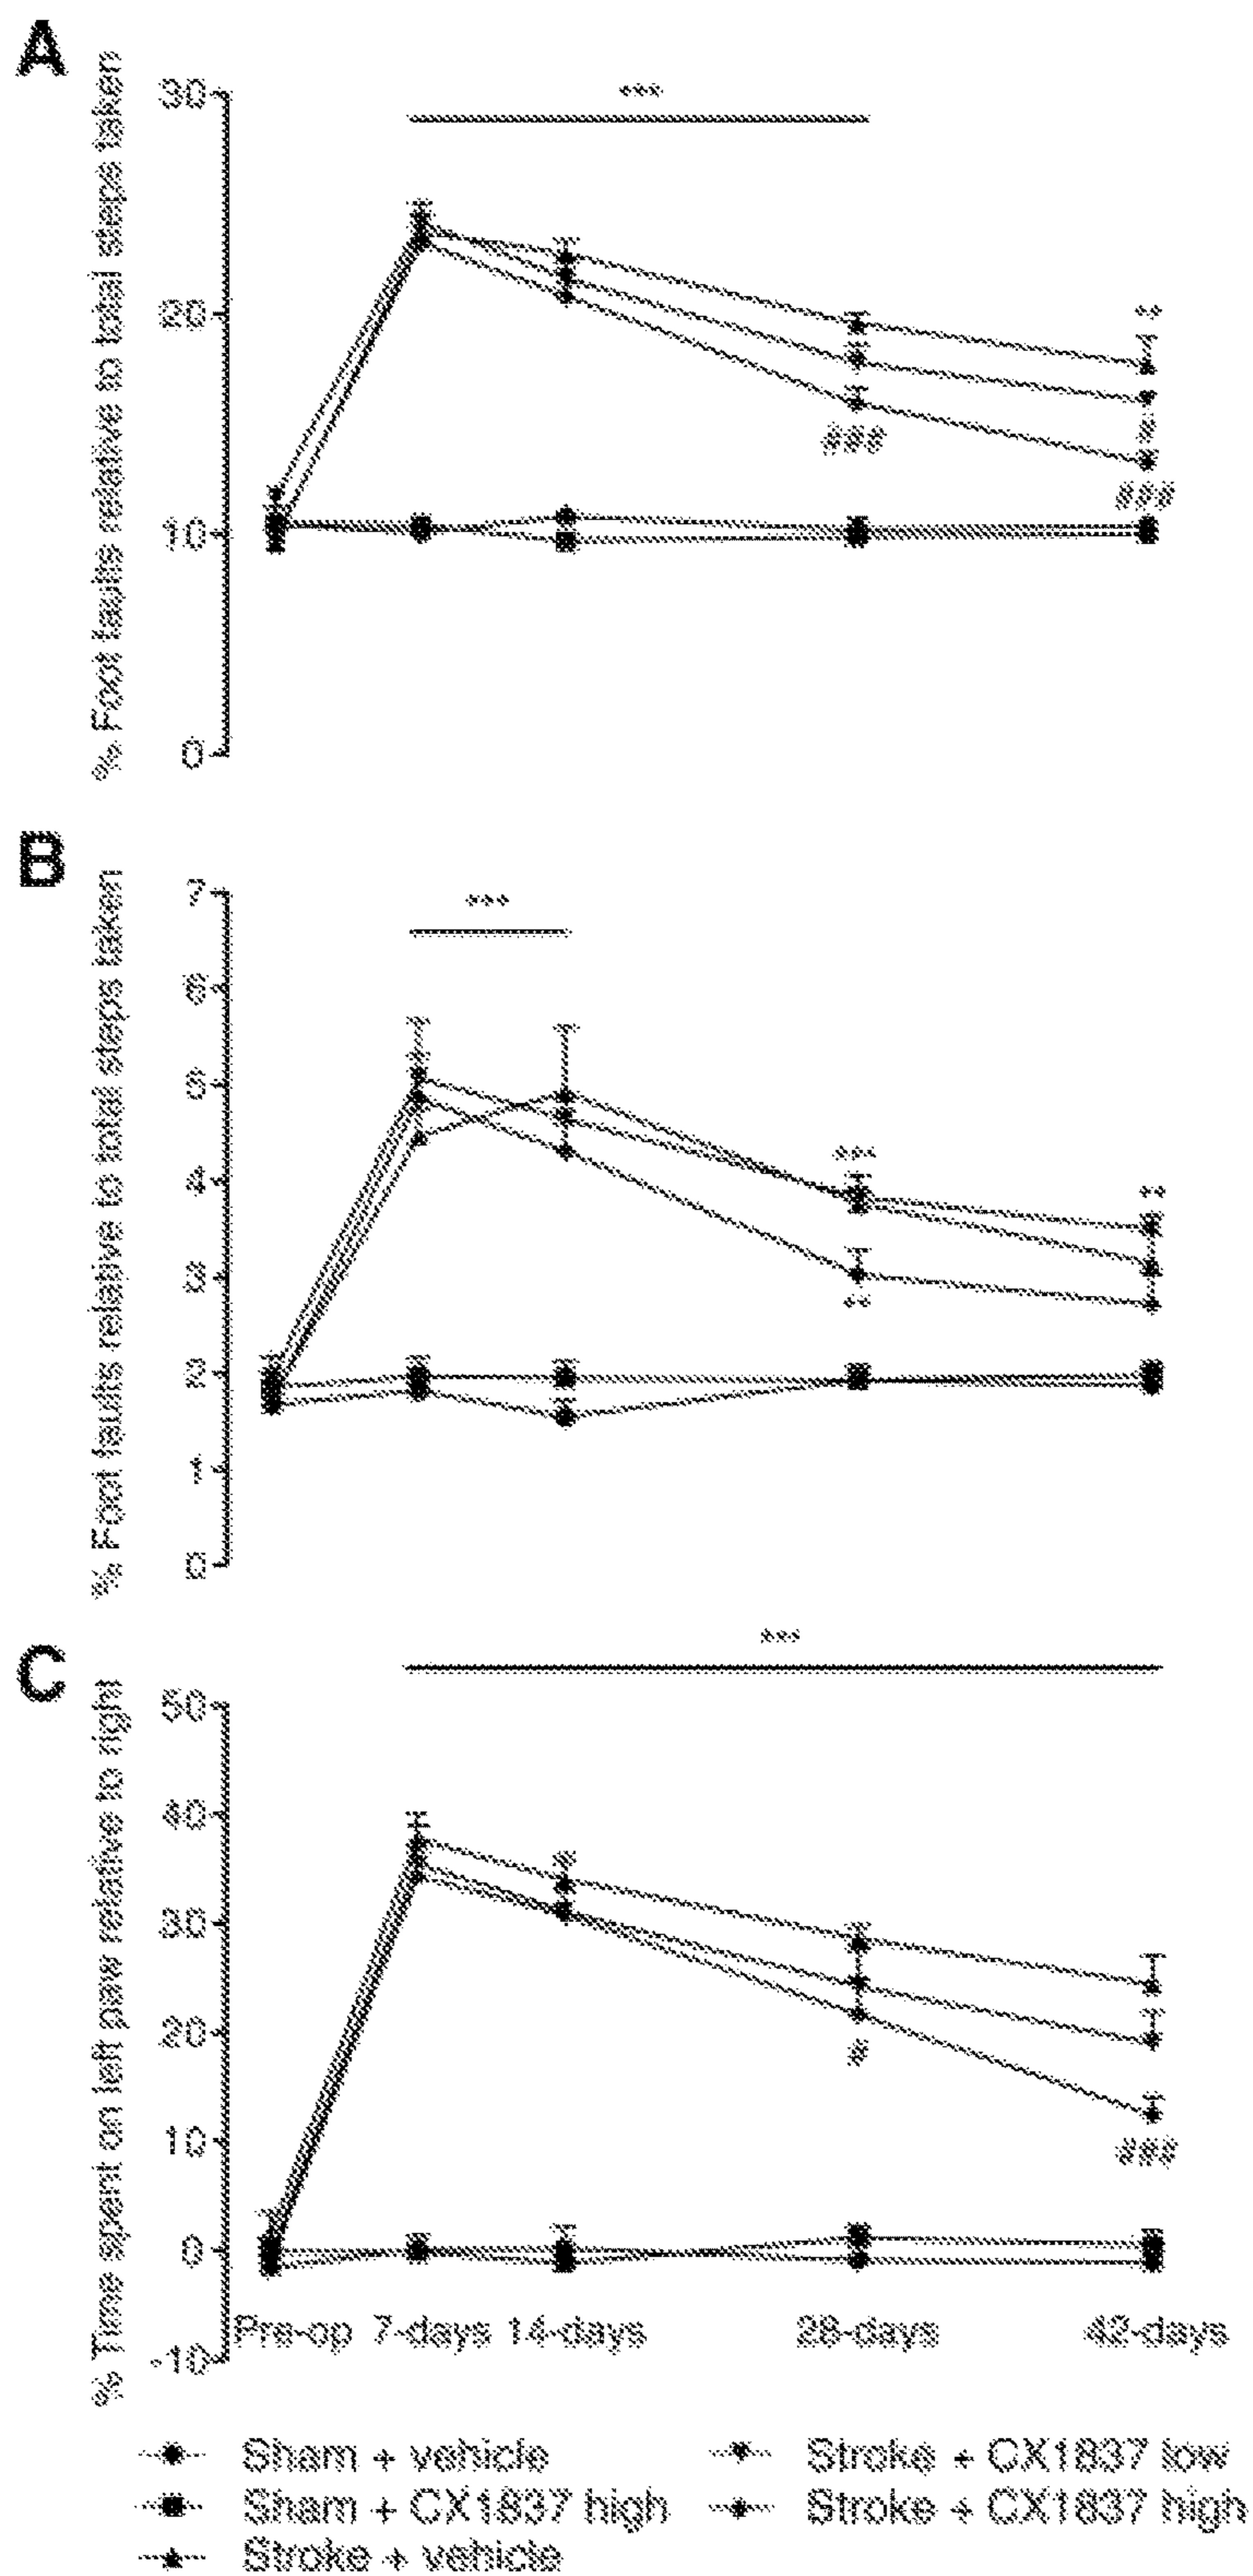 A
% Foot faults relative to total steps taken
30
20
10
0
***
###
###
B
% Foot faults relative to total steps taken
7
6
5
4
3
2
1
0
***
***
**
**
C
% Time spent on left paw relative to right
50
40
30
20
10
0
-10
***
#
###
Pre-op 7-days 14-days 28-days 42-days
Sham + vehicle
Sham + CX1837 high
Stroke + vehicle
Stroke + CX1837 low
Stroke + CX1837 high